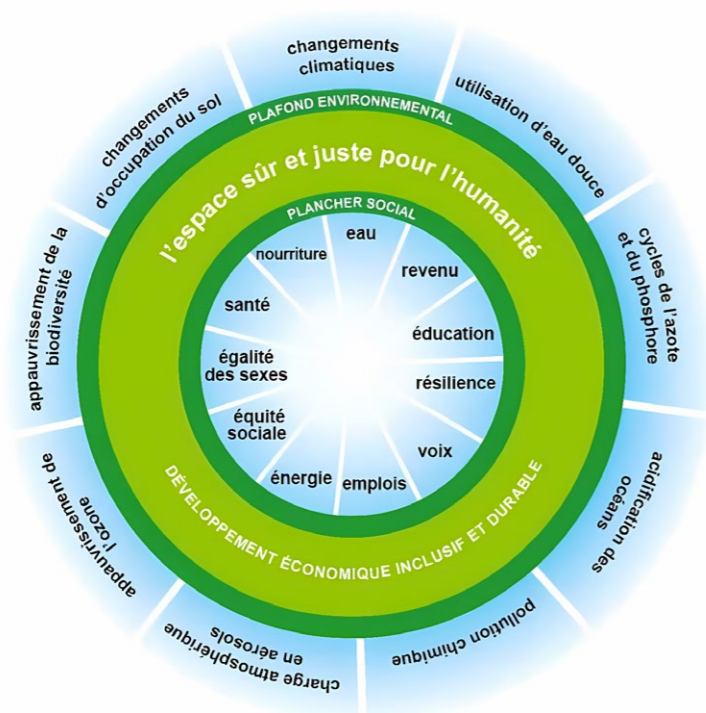 changements
climatiques
utilisation d'eau douce
cycles de l'azote
et du phosphore
acidification des
océans
pollution chimique
charge atmosphérique
en aérosols
appauvrissement de
l'ozone
appauvrissement de la
biodiversité
changements
d'occupation du sol
PLAFOND ENVIRONNEMENTAL
l'espace sûr et juste pour l'humanité
PLANCHER SOCIAL
eau
revenu
éducation
résilience
voix
emplois
énergie
équité
sociale
égalité
des sexes
santé
nourriture
DÉVELOPPEMENT ÉCONOMIQUE INCLUSIF ET DURABLE